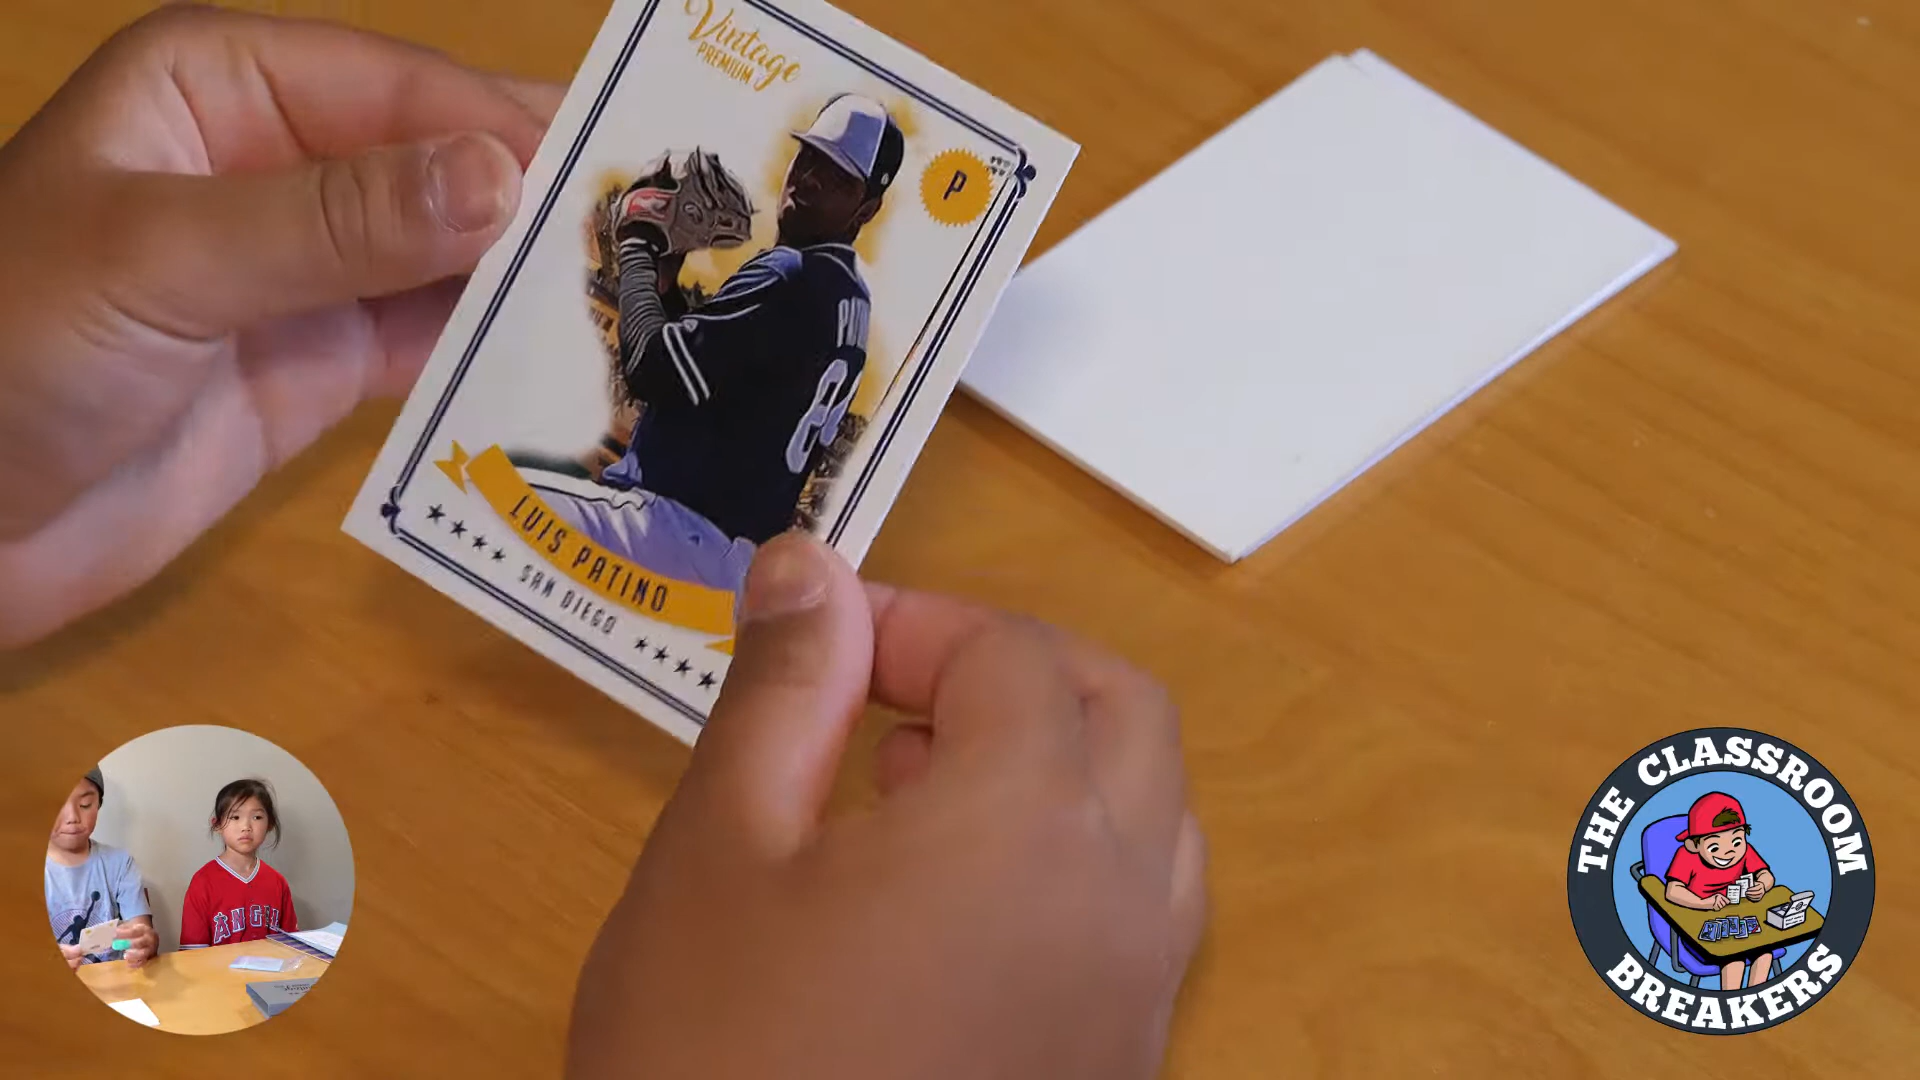 Vintage
PREMIUM
P
LUIS PATINO
SAN DIEGO
THE CLASSROOM
BREAKERS